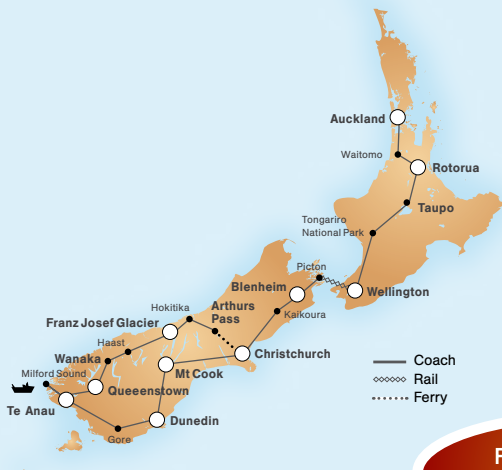 Auckland
Waitomo
Rotorua
Taupo
Tongariro
National Park
Picton
Blenheim
Wellington
Hokitika
Arthurs
Pass
Kaikoura
Franz Josef Glacier
Haast
Christchurch
Wanaka
Mt Cook
Milford Sound
Queeenstown
Te Anau
Dunedin
Gore
Coach
Rail
Ferry